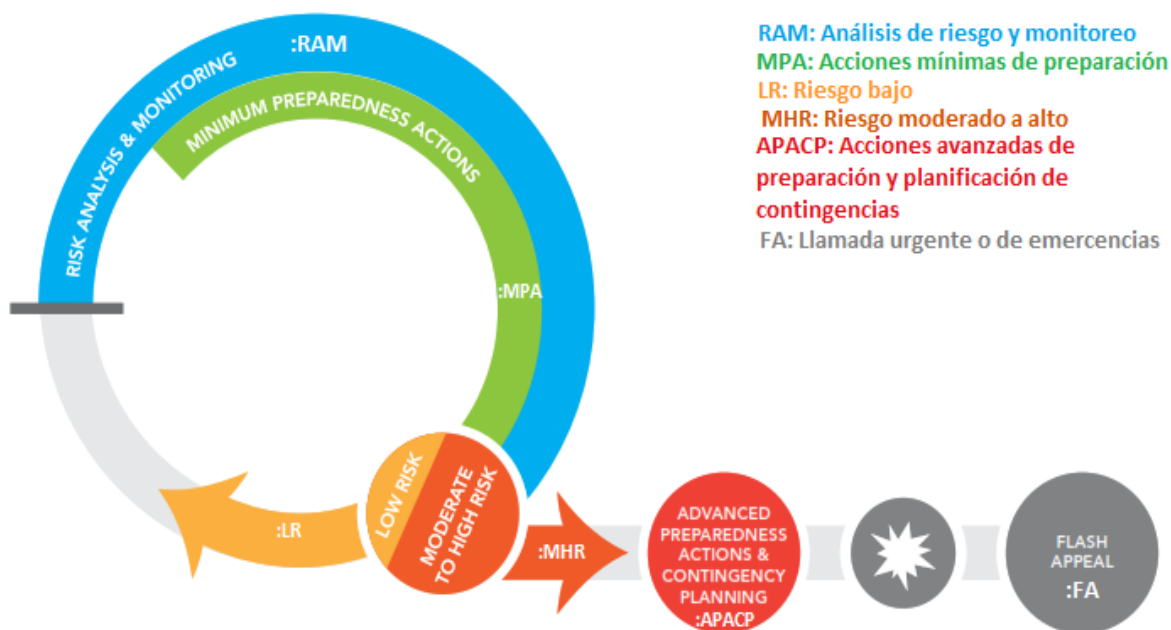 RISK ANALYSIS & MONITORING
:RAM
MINIMUM PREPAREDNESS ACTIONS
:MPA
RAM: Análisis de riesgo y monitoreo
MPA: Acciones mínimas de preparación
LR: Riesgo bajo
MHR: Riesgo moderado a alto
APACP: Acciones avanzadas de
preparación y planificación de
contingencias
FA: Llamada urgente o de emercencias
:LR
LOW RISK
MODERATE
TO HIGH RISK
:MHR
ADVANCED
PREPAREDNESS
ACTIONS &
CONTINGENCY
PLANNING
:APACP
FLASH
APPEAL
:FA